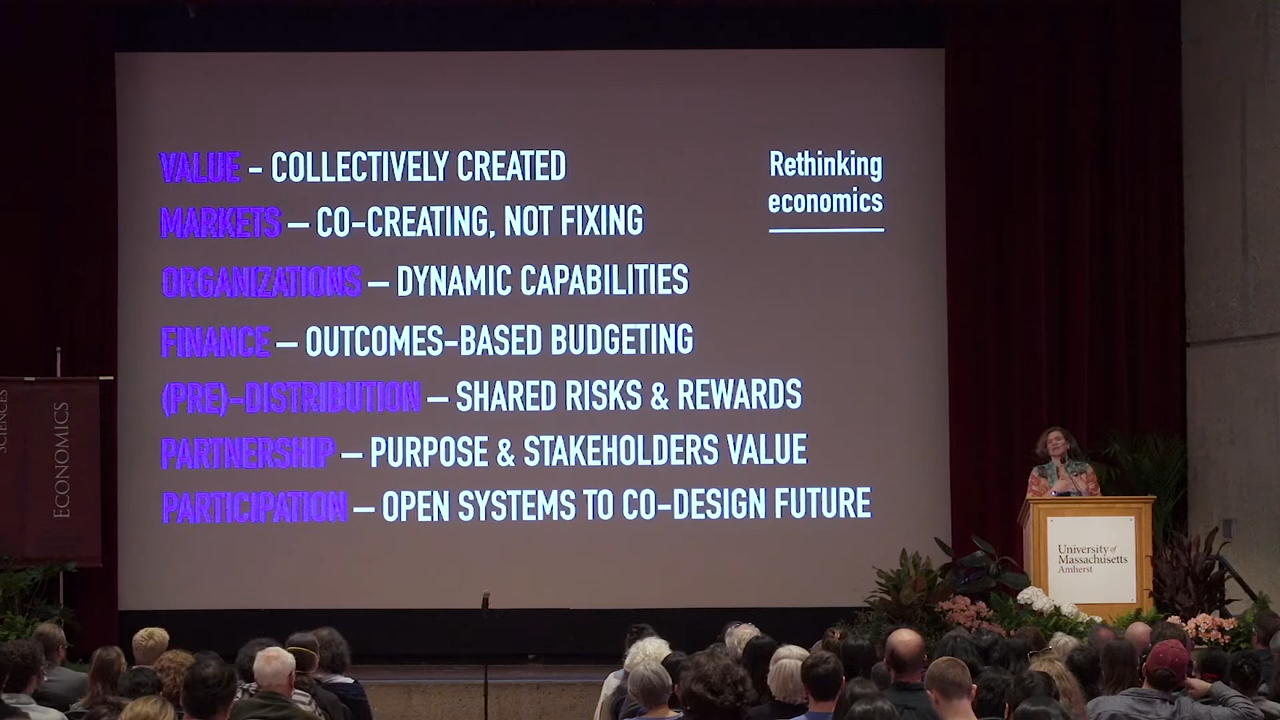 VALUE – COLLECTIVELY CREATED
MARKETS – CO-CREATING, NOT FIXING
ORGANIZATIONS – DYNAMIC CAPABILITIES
FINANCE – OUTCOMES-BASED BUDGETING
(PRE)-DISTRIBUTION – SHARED RISKS & REWARDS
PARTNERSHIP – PURPOSE & STAKEHOLDERS VALUE
PARTICIPATION – OPEN SYSTEMS TO CO-DESIGN FUTURE
Rethinking
economics
SCIENCES
ECONOMICS
University of
Massachusetts
Amherst